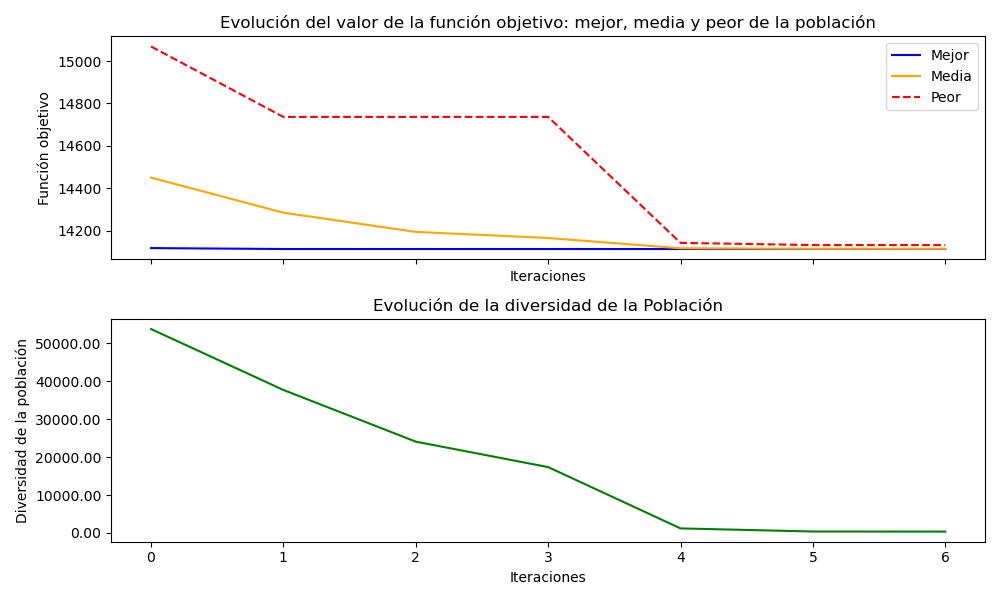 Evolución del valor de la función objetivo: mejor, media y peor de la población
Función objetivo
15000
14800
14600
14400
14200
Mejor
Media
Peor
Iteraciones
Evolución de la diversidad de la Población
Diversidad de la población
50000.00
40000.00
30000.00
20000.00
10000.00
0.00
0 1 2 3 4 5 6
Iteraciones